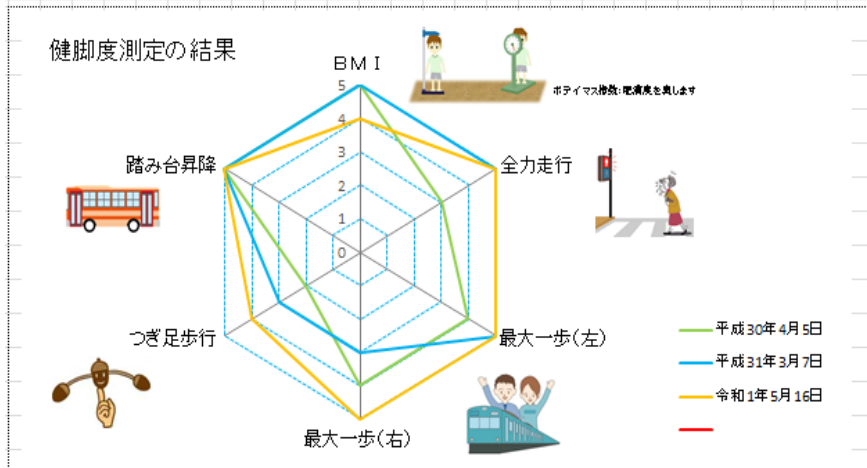 健脚度測定の結果
BMI
ボディマス指数:肥満度を表します
5
4
3
2
1
0
踏み台昇降
全力走行
つぎ足歩行
最大一歩(左)
最大一歩(右)
平成30年4月5日
平成31年3月7日
令和1年5月16日